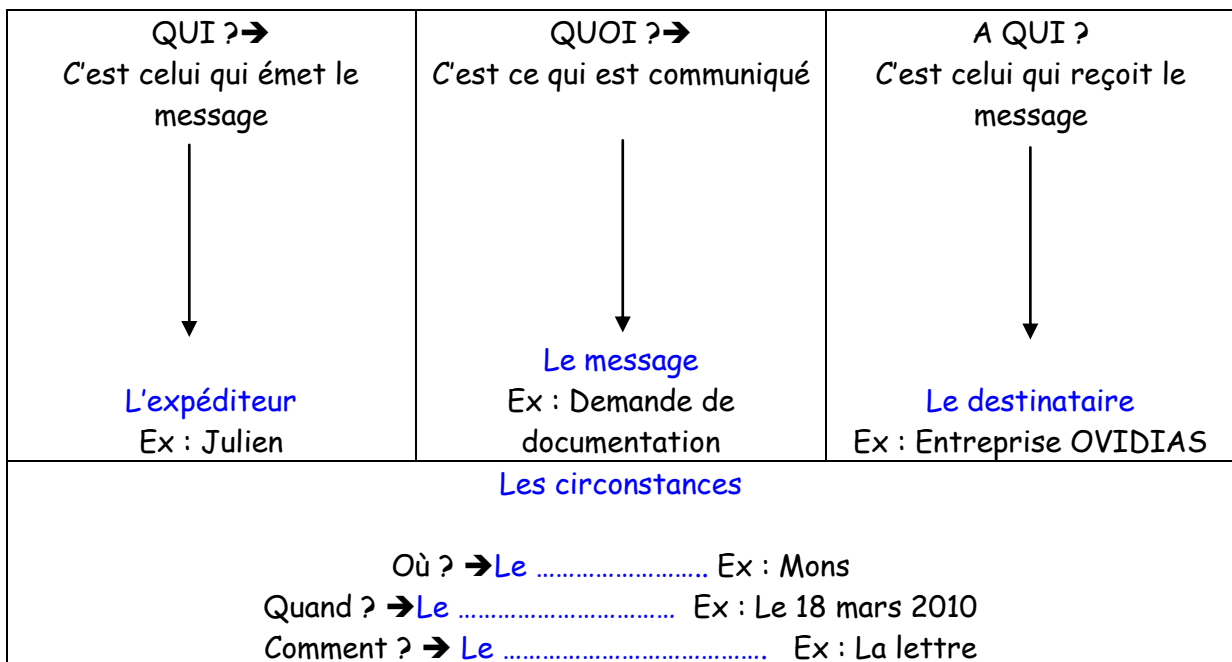 QUI ?➔
C'est celui qui émet le
message
L'expéditeur
Ex : Julien
QUOI ?➔
C'est ce qui est communiqué
Le message
Ex : Demande de
documentation
A QUI ?
C'est celui qui reçoit le
message
Le destinataire
Ex : Entreprise OVIDIAS
Les circonstances
Où ? ➔Le …………………….. Ex : Mons
Quand ? ➔Le ………………………… Ex : Le 18 mars 2010
Comment ? ➔ Le ………………………………. Ex : La lettre